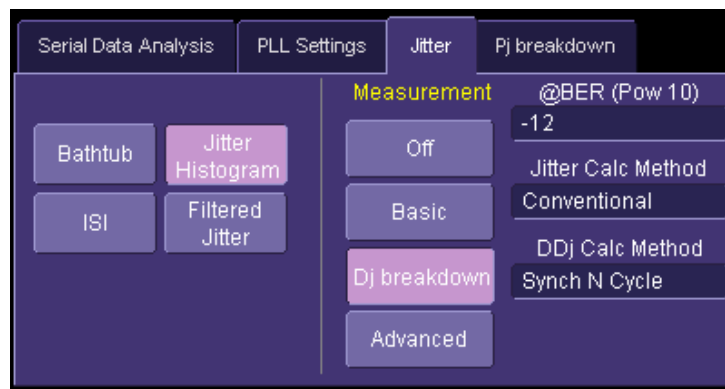 Serial Data Analysis
PLL Settings
Jitter
Pj breakdown
Bathtub
Jitter
Histogram
ISI
Filtered
Jitter
Measurement
Off
Basic
Dj breakdown
Advanced
@BER (Pow 10)
-12
Jitter Calc Method
Conventional
DDj Calc Method
Synch N Cycle